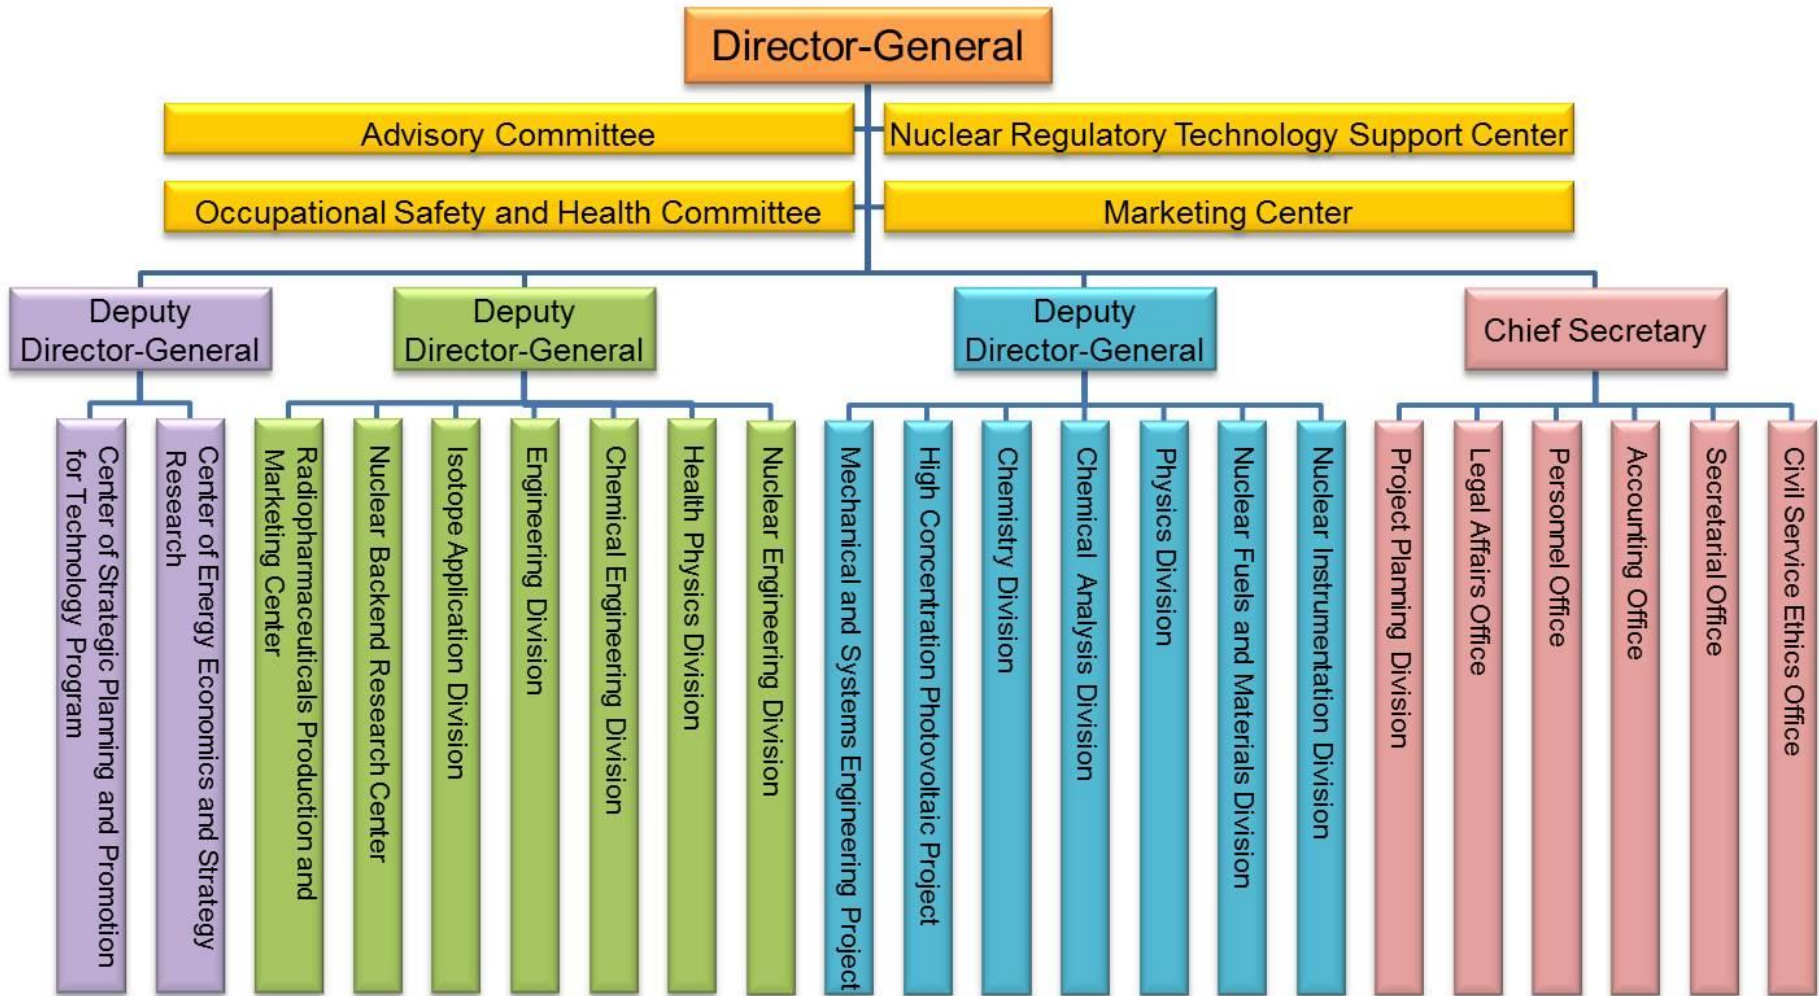 Director-General
Advisory Committee
Nuclear Regulatory Technology Support Center
Occupational Safety and Health Committee
Marketing Center
Deputy
Director-General
Deputy
Director-General
Deputy
Director-General
Chief Secretary
Center of Strategic Planning and Promotion
for Technology Program
Center of Energy Economics and Strategy
Research
Radiopharmaceuticals Production and
Marketing Center
Nuclear Backend Research Center
Isotope Application Division
Engineering Division
Chemical Engineering Division
Health Physics Division
Nuclear Engineering Division
Mechanical and Systems Engineering Project
High Concentration Photovoltaic Project
Chemistry Division
Chemical Analysis Division
Physics Division
Nuclear Fuels and Materials Division
Nuclear Instrumentation Division
Project Planning Division
Legal Affairs Office
Personnel Office
Accounting Office
Secretarial Office
Civil Service Ethics Office